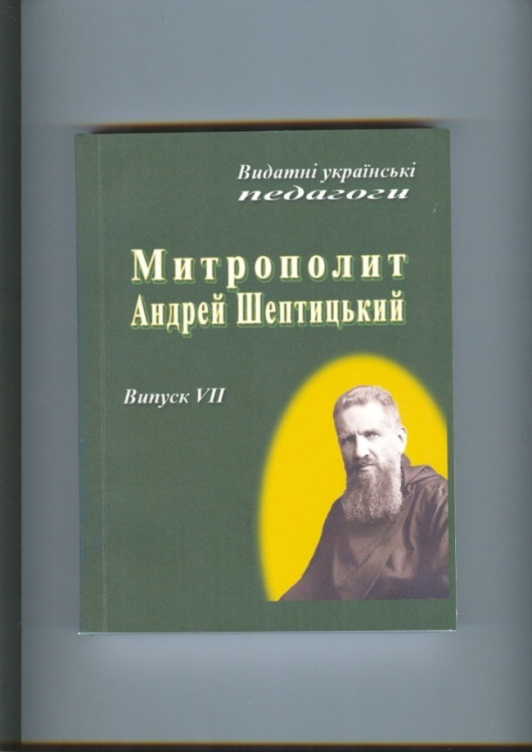 Видатні українські
педагоги
Митрополит
Андрей Шептицький
Випуск VII